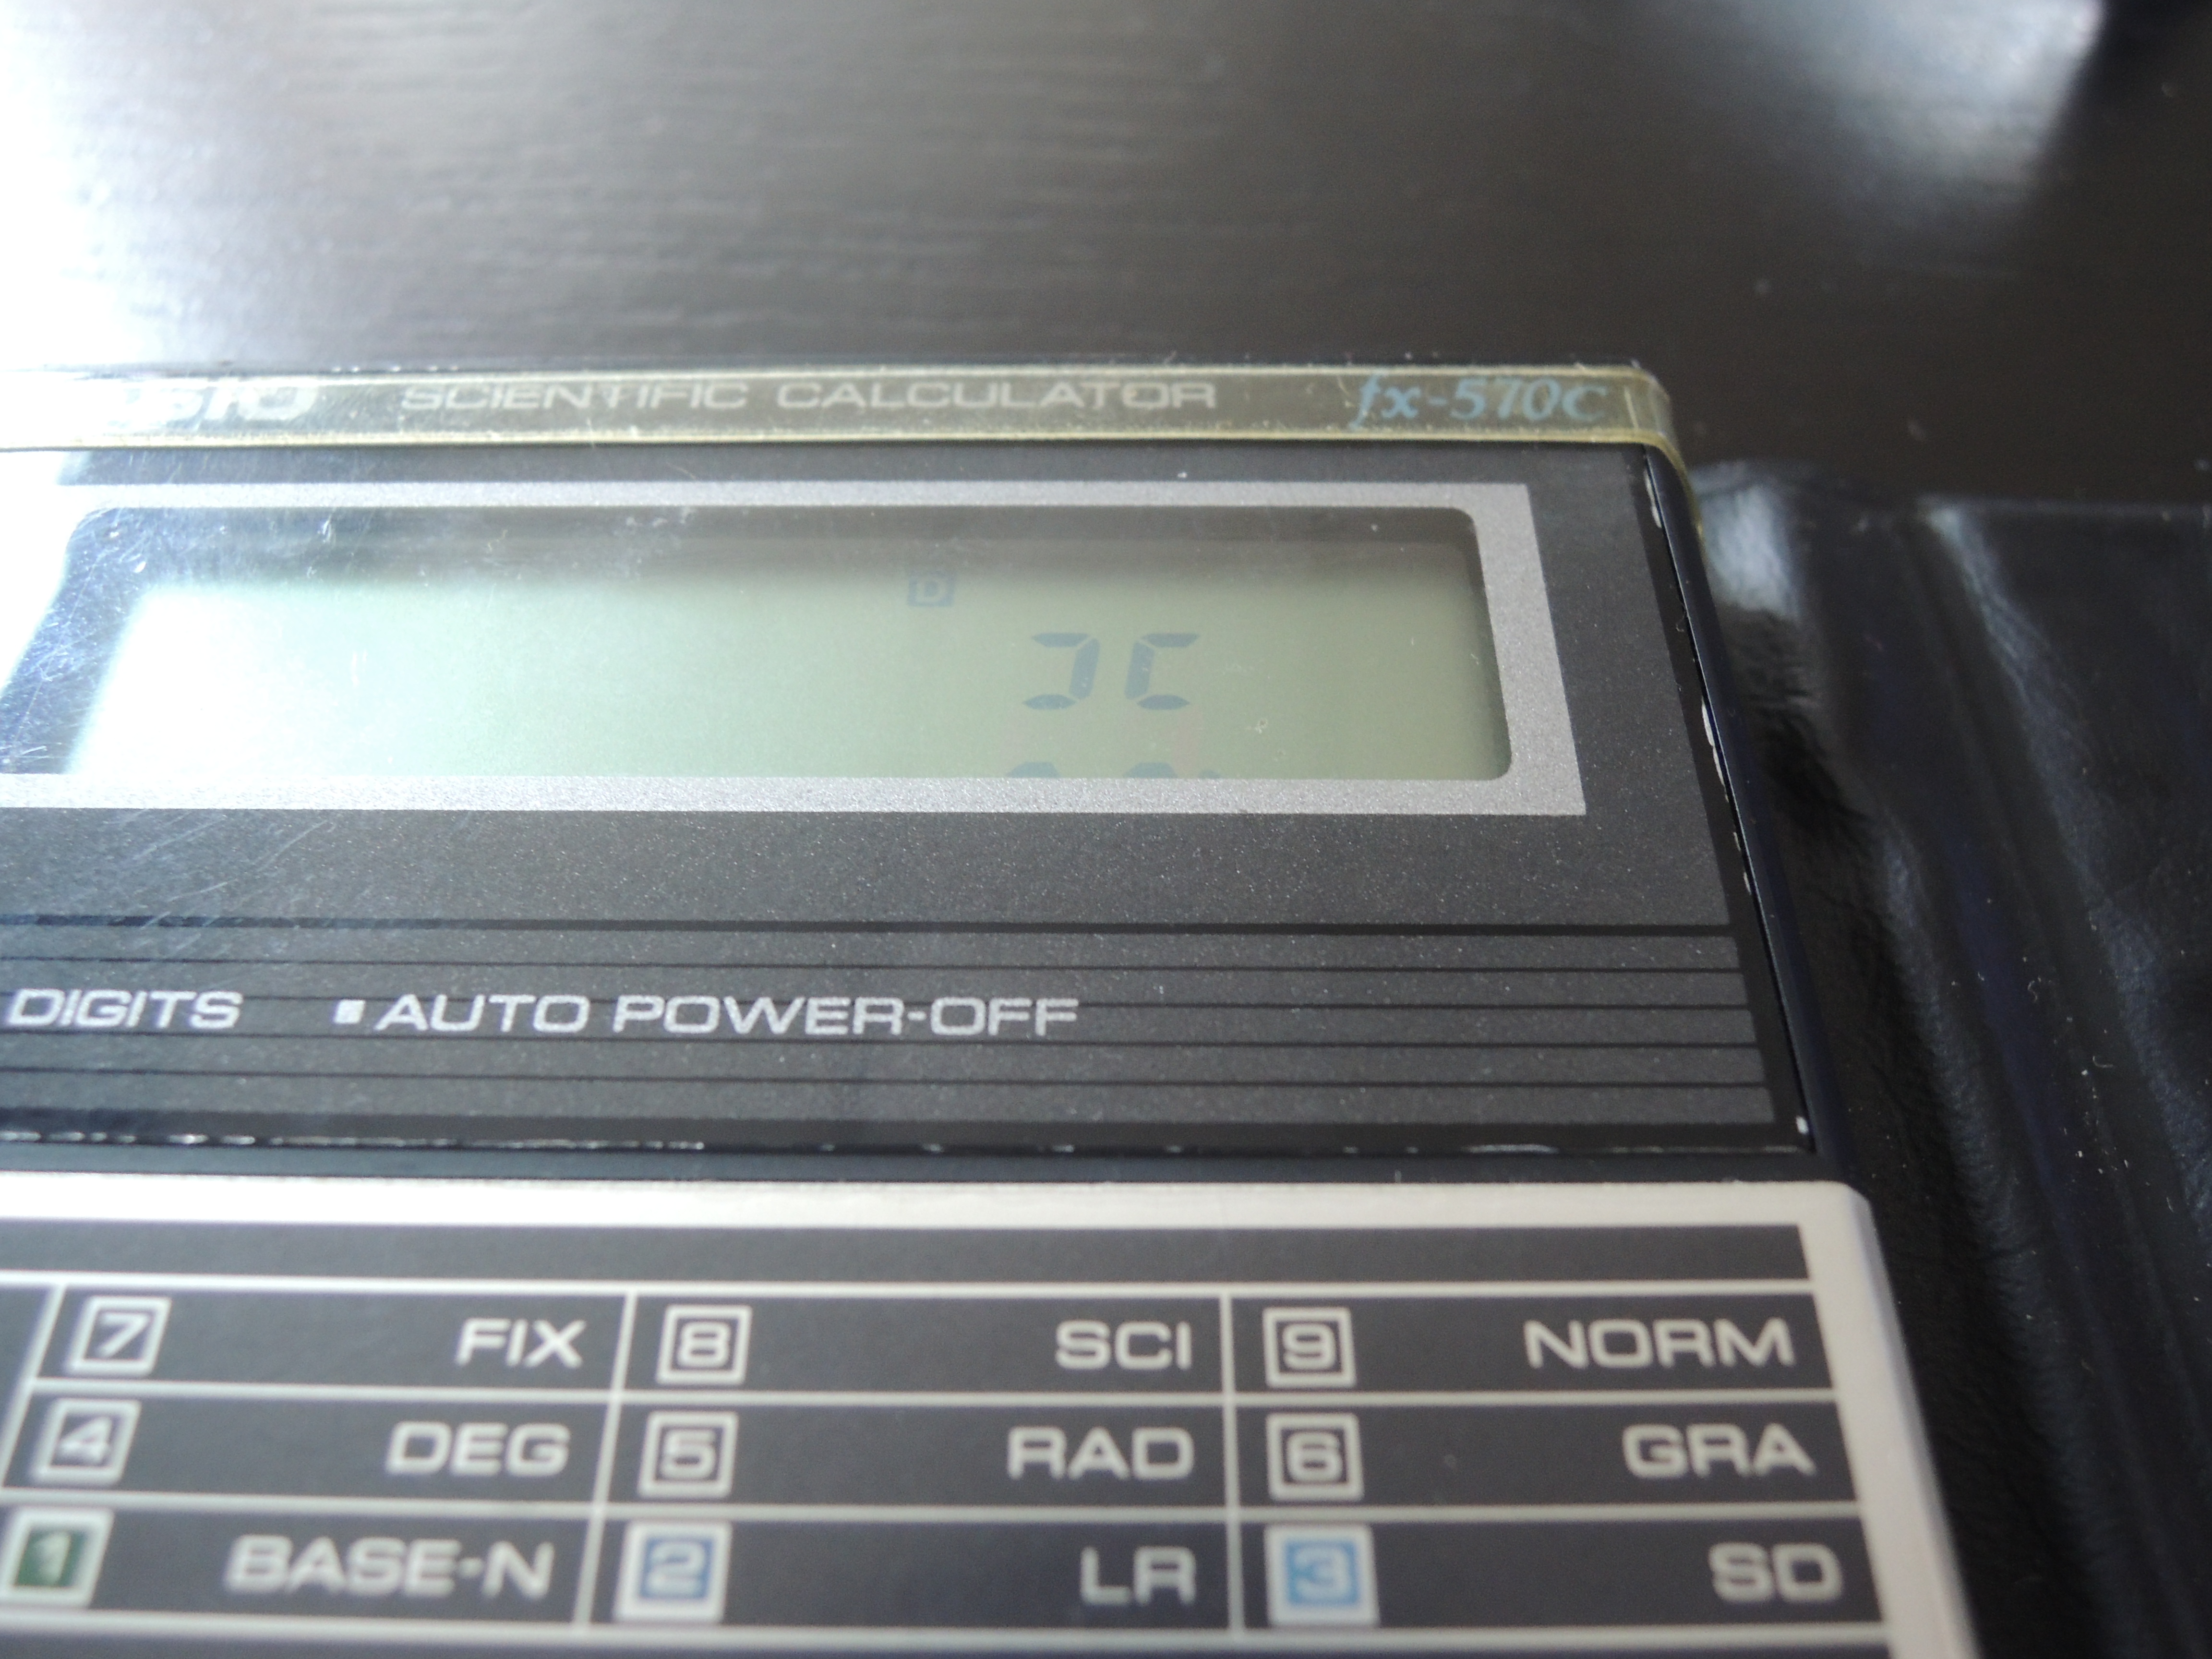 SCIENTIFIC CALCULATOR fx-570C
D
DIGITS ▪AUTO POWER-OFF
7 FIX 8 SCI 9 NORM
4 DEG 5 RAD 6 GRA
1 BASE-N 2 LR 3 SD